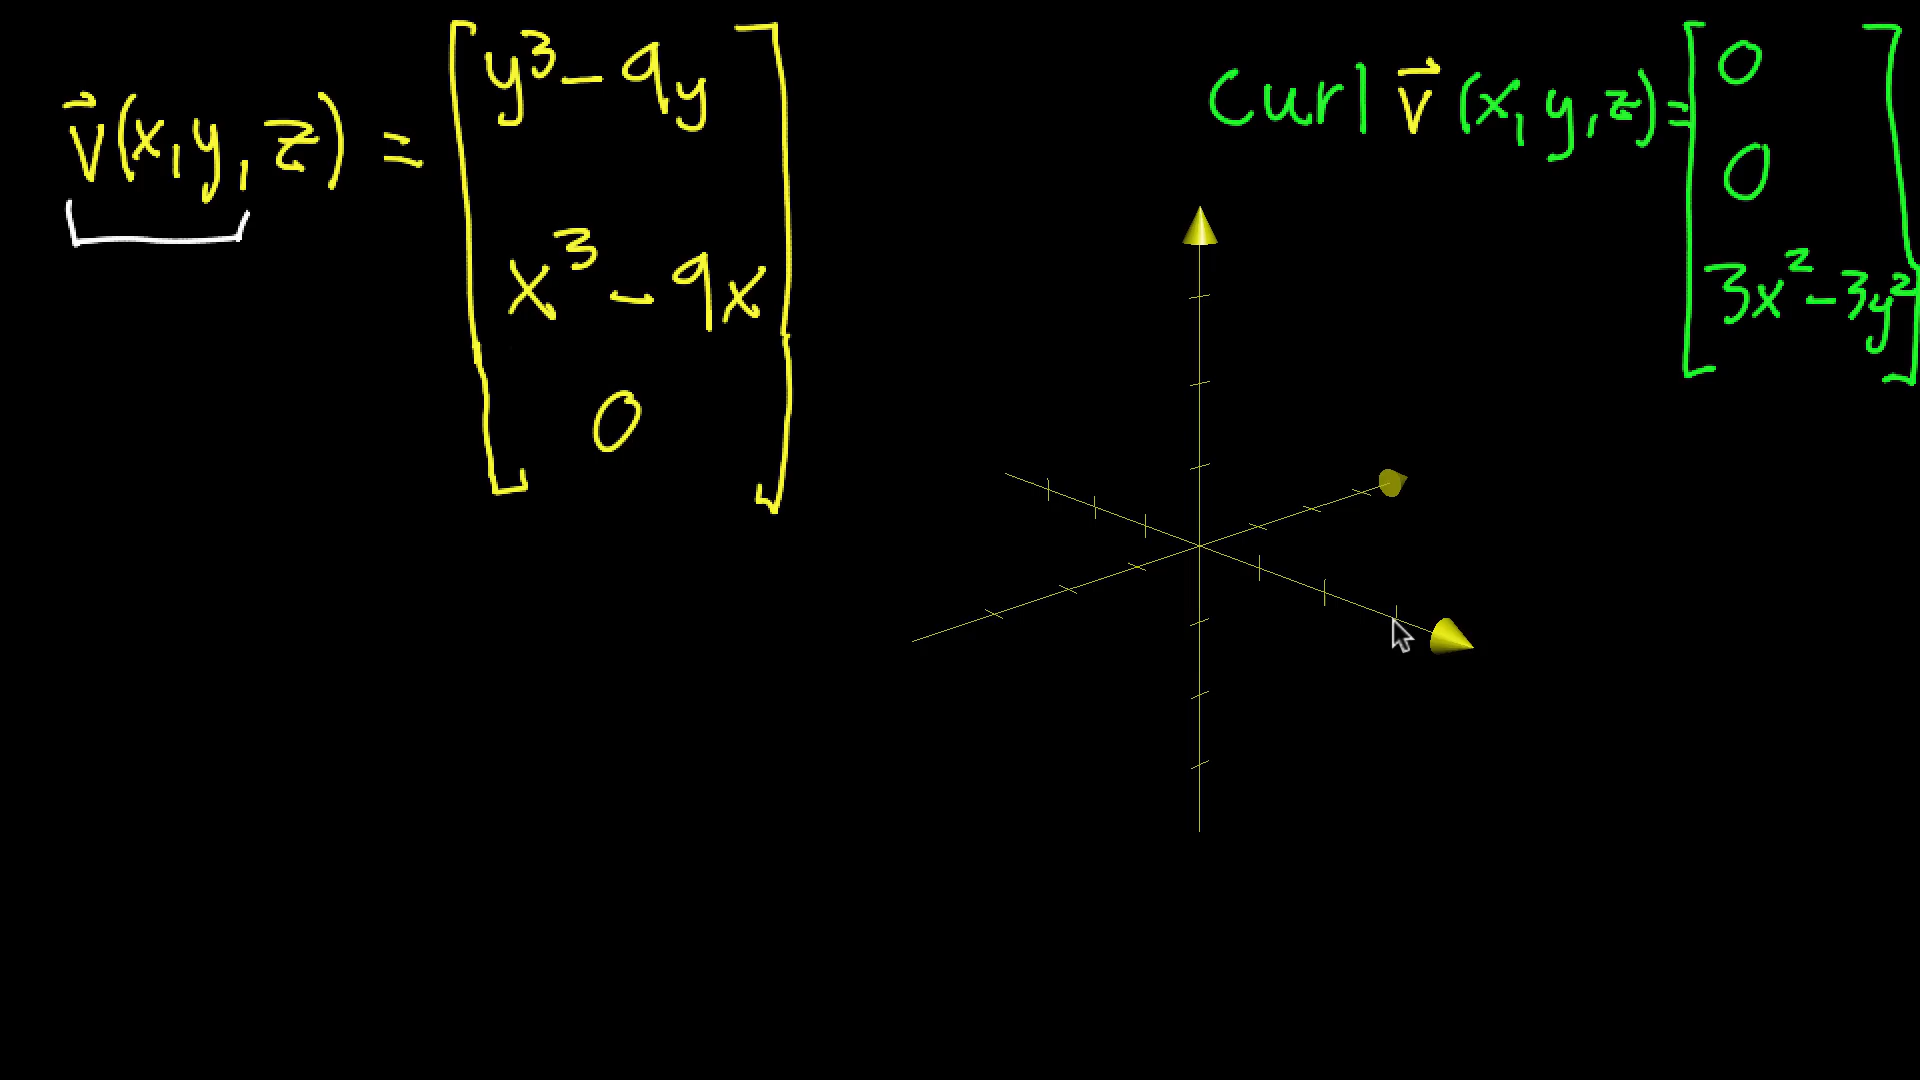 v⃗(x,y,z) = [y³ - 9y
x³ - 9x
0]
Curl v⃗ (x,y,z) = [0
0
3x² - 3y²]